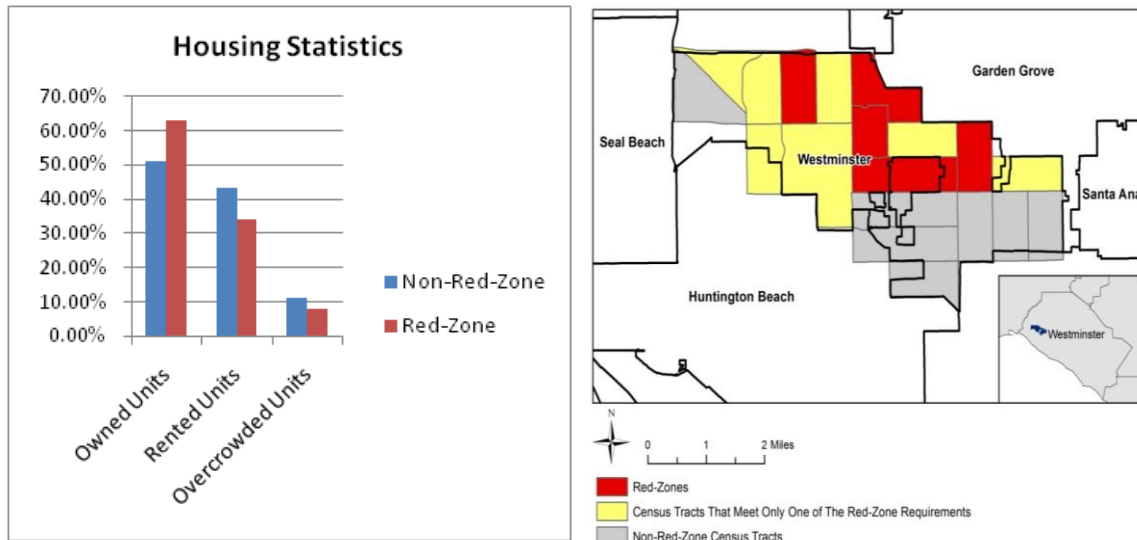 Housing Statistics
70.00%
60.00%
50.00%
40.00%
30.00%
20.00%
10.00%
0.00%
Owned Units
Rented Units
Overcrowded Units
Non-Red-Zone
Red-Zone
Garden Grove
Seal Beach
Westminster
Santa Ana
Huntington Beach
Westminster
N
0 1 2 Miles
Red-Zones
Census Tracts That Meet Only One of The Red-Zone Requirements
Non-Red-Zone Census Tracts